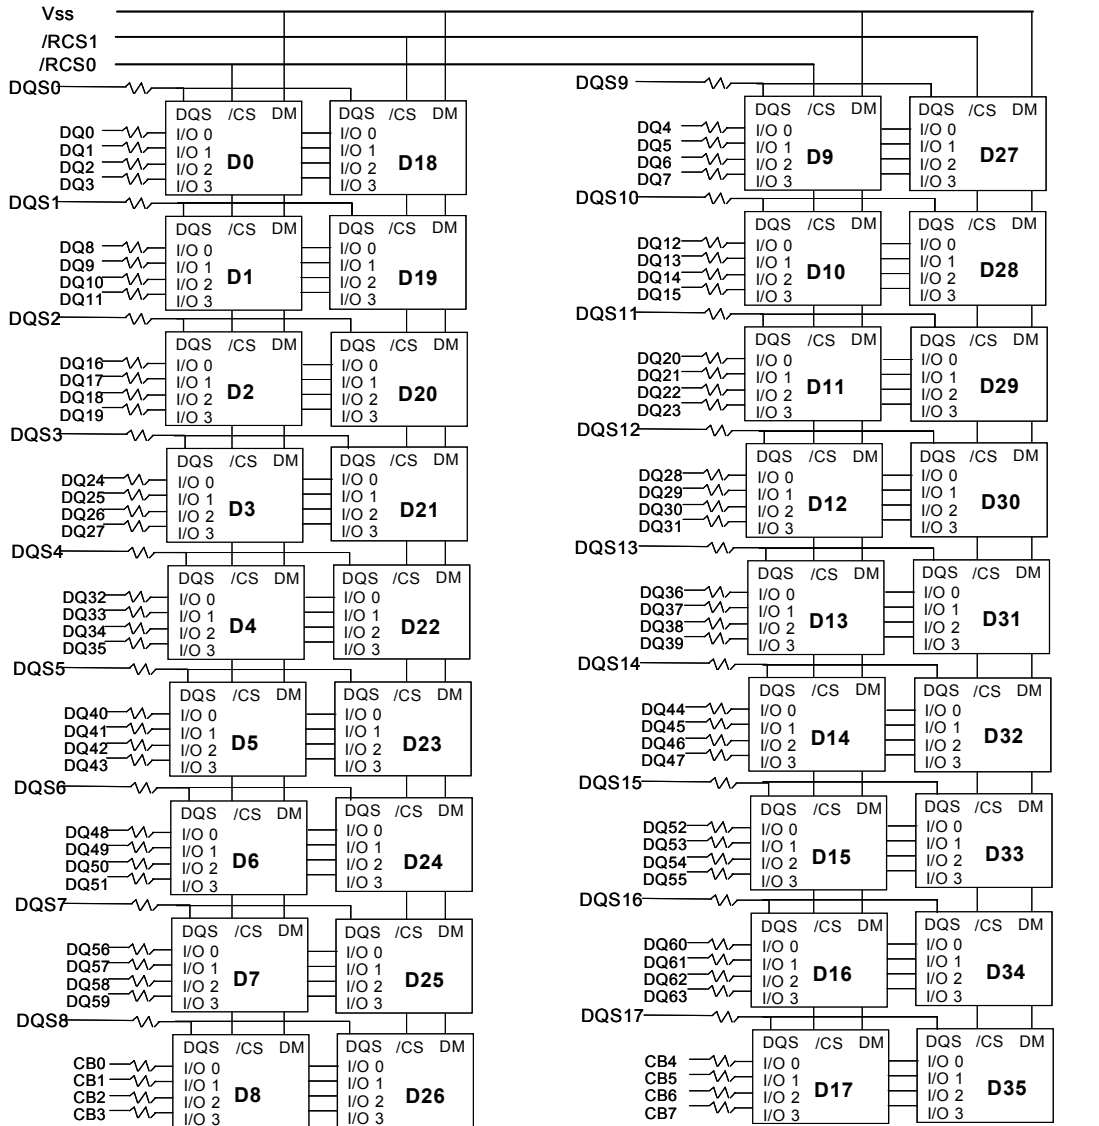 Vss
/RCS1
/RCS0
DQS0
DQS /CS DM
DQ0 I/O 0
DQ1 I/O 1
DQ2 I/O 2
DQ3 I/O 3
D0
DQS /CS DM
I/O 0
I/O 1
I/O 2
I/O 3
D18
DQS1
DQS /CS DM
DQ8 I/O 0
DQ9 I/O 1
DQ10 I/O 2
DQ11 I/O 3
D1
DQS /CS DM
I/O 0
I/O 1
I/O 2
I/O 3
D19
DQS2
DQS /CS DM
DQ16 I/O 0
DQ17 I/O 1
DQ18 I/O 2
DQ19 I/O 3
D2
DQS /CS DM
I/O 0
I/O 1
I/O 2
I/O 3
D20
DQS3
DQS /CS DM
DQ24 I/O 0
DQ25 I/O 1
DQ26 I/O 2
DQ27 I/O 3
D3
DQS /CS DM
I/O 0
I/O 1
I/O 2
I/O 3
D21
DQS4
DQS /CS DM
DQ32 I/O 0
DQ33 I/O 1
DQ34 I/O 2
DQ35 I/O 3
D4
DQS /CS DM
I/O 0
I/O 1
I/O 2
I/O 3
D22
DQS5
DQS /CS DM
DQ40 I/O 0
DQ41 I/O 1
DQ42 I/O 2
DQ43 I/O 3
D5
DQS /CS DM
I/O 0
I/O 1
I/O 2
I/O 3
D23
DQS6
DQS /CS DM
DQ48 I/O 0
DQ49 I/O 1
DQ50 I/O 2
DQ51 I/O 3
D6
DQS /CS DM
I/O 0
I/O 1
I/O 2
I/O 3
D24
DQS7
DQS /CS DM
DQ56 I/O 0
DQ57 I/O 1
DQ58 I/O 2
DQ59 I/O 3
D7
DQS /CS DM
I/O 0
I/O 1
I/O 2
I/O 3
D25
DQS8
DQS /CS DM
CB0 I/O 0
CB1 I/O 1
CB2 I/O 2
CB3 I/O 3
D8
DQS /CS DM
I/O 0
I/O 1
I/O 2
I/O 3
D26
DQS9
DQS /CS DM
DQ4 I/O 0
DQ5 I/O 1
DQ6 I/O 2
DQ7 I/O 3
D9
DQS /CS DM
I/O 0
I/O 1
I/O 2
I/O 3
D27
DQS10
DQS /CS DM
DQ12 I/O 0
DQ13 I/O 1
DQ14 I/O 2
DQ15 I/O 3
D10
DQS /CS DM
I/O 0
I/O 1
I/O 2
I/O 3
D28
DQS11
DQS /CS DM
DQ20 I/O 0
DQ21 I/O 1
DQ22 I/O 2
DQ23 I/O 3
D11
DQS /CS DM
I/O 0
I/O 1
I/O 2
I/O 3
D29
DQS12
DQS /CS DM
DQ28 I/O 0
DQ29 I/O 1
DQ30 I/O 2
DQ31 I/O 3
D12
DQS /CS DM
I/O 0
I/O 1
I/O 2
I/O 3
D30
DQS13
DQS /CS DM
DQ36 I/O 0
DQ37 I/O 1
DQ38 I/O 2
DQ39 I/O 3
D13
DQS /CS DM
I/O 0
I/O 1
I/O 2
I/O 3
D31
DQS14
DQS /CS DM
DQ44 I/O 0
DQ45 I/O 1
DQ46 I/O 2
DQ47 I/O 3
D14
DQS /CS DM
I/O 0
I/O 1
I/O 2
I/O 3
D32
DQS15
DQS /CS DM
DQ52 I/O 0
DQ53 I/O 1
DQ54 I/O 2
DQ55 I/O 3
D15
DQS /CS DM
I/O 0
I/O 1
I/O 2
I/O 3
D33
DQS16
DQS /CS DM
DQ60 I/O 0
DQ61 I/O 1
DQ62 I/O 2
DQ63 I/O 3
D16
DQS /CS DM
I/O 0
I/O 1
I/O 2
I/O 3
D34
DQS17
DQS /CS DM
CB4 I/O 0
CB5 I/O 1
CB6 I/O 2
CB7 I/O 3
D17
DQS /CS DM
I/O 0
I/O 1
I/O 2
I/O 3
D35